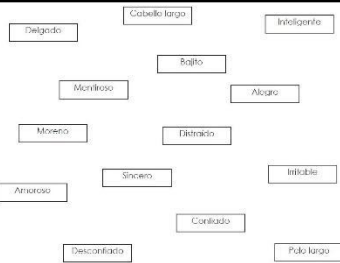 Cabello largo
Inteligente
Delgado
Bajito
Mentiroso
Alegre
Moreno
Distraído
Sincero
Irritable
Amoroso
Confiado
Desconfiado
Pelo largo